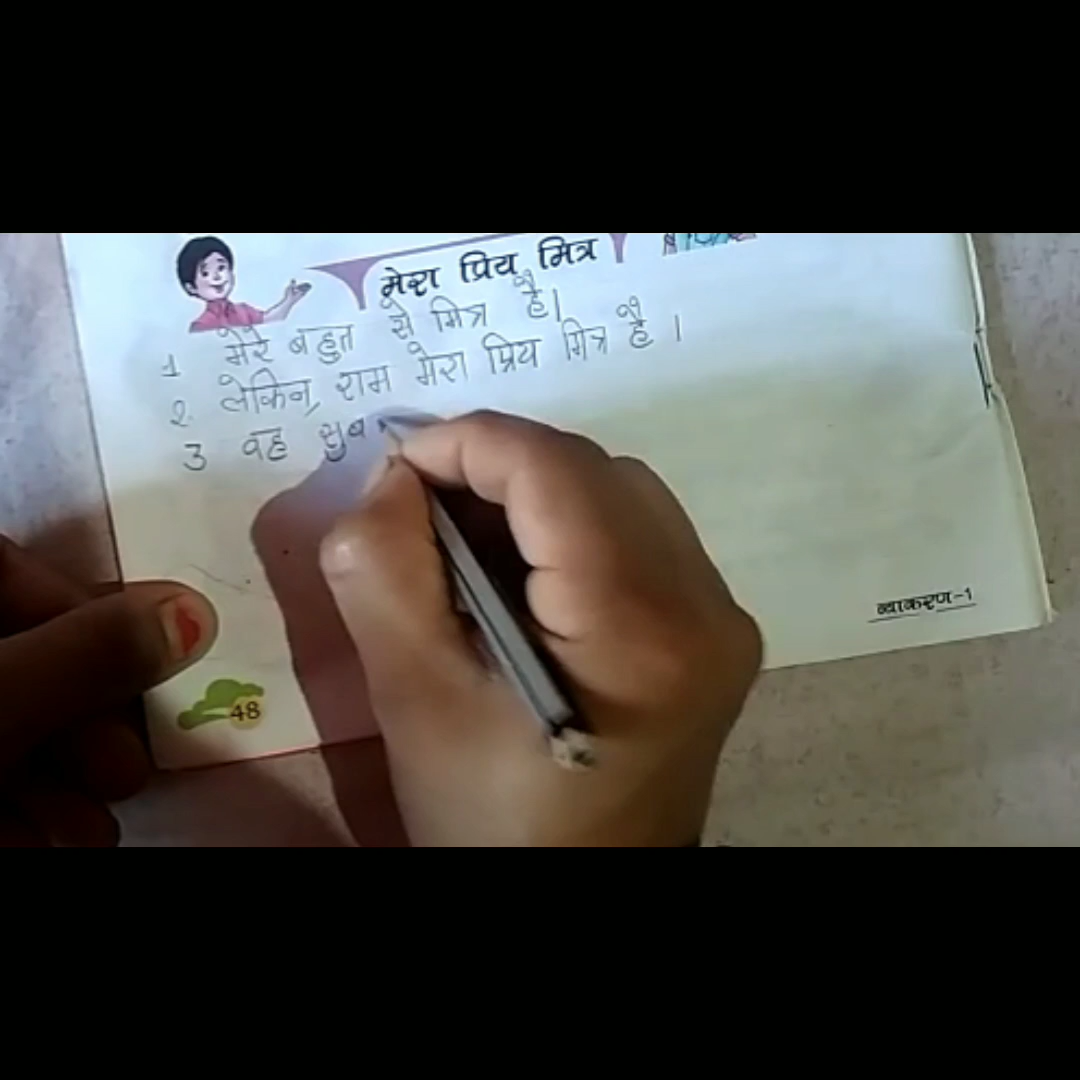 मेरा प्रिय मित्र
1 मेरे बहुत से मित्र है।
2. लेकिन, राम मेरा प्रिय मित्र है ।
3 वह
व्याकरण-1
48